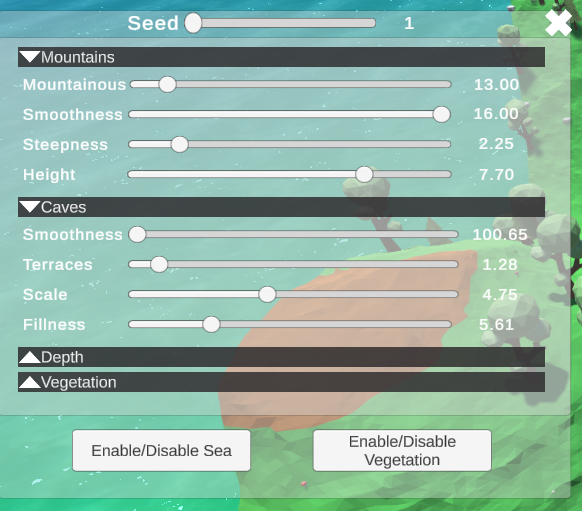 Seed 1
Mountains
Mountainous 13.00
Smoothness 16.00
Steepness 2.25
Height 7.70
Caves
Smoothness 100.65
Terraces 1.28
Scale 4.75
Fillness 5.61
Depth
Vegetation
Enable/Disable Sea
Enable/Disable
Vegetation